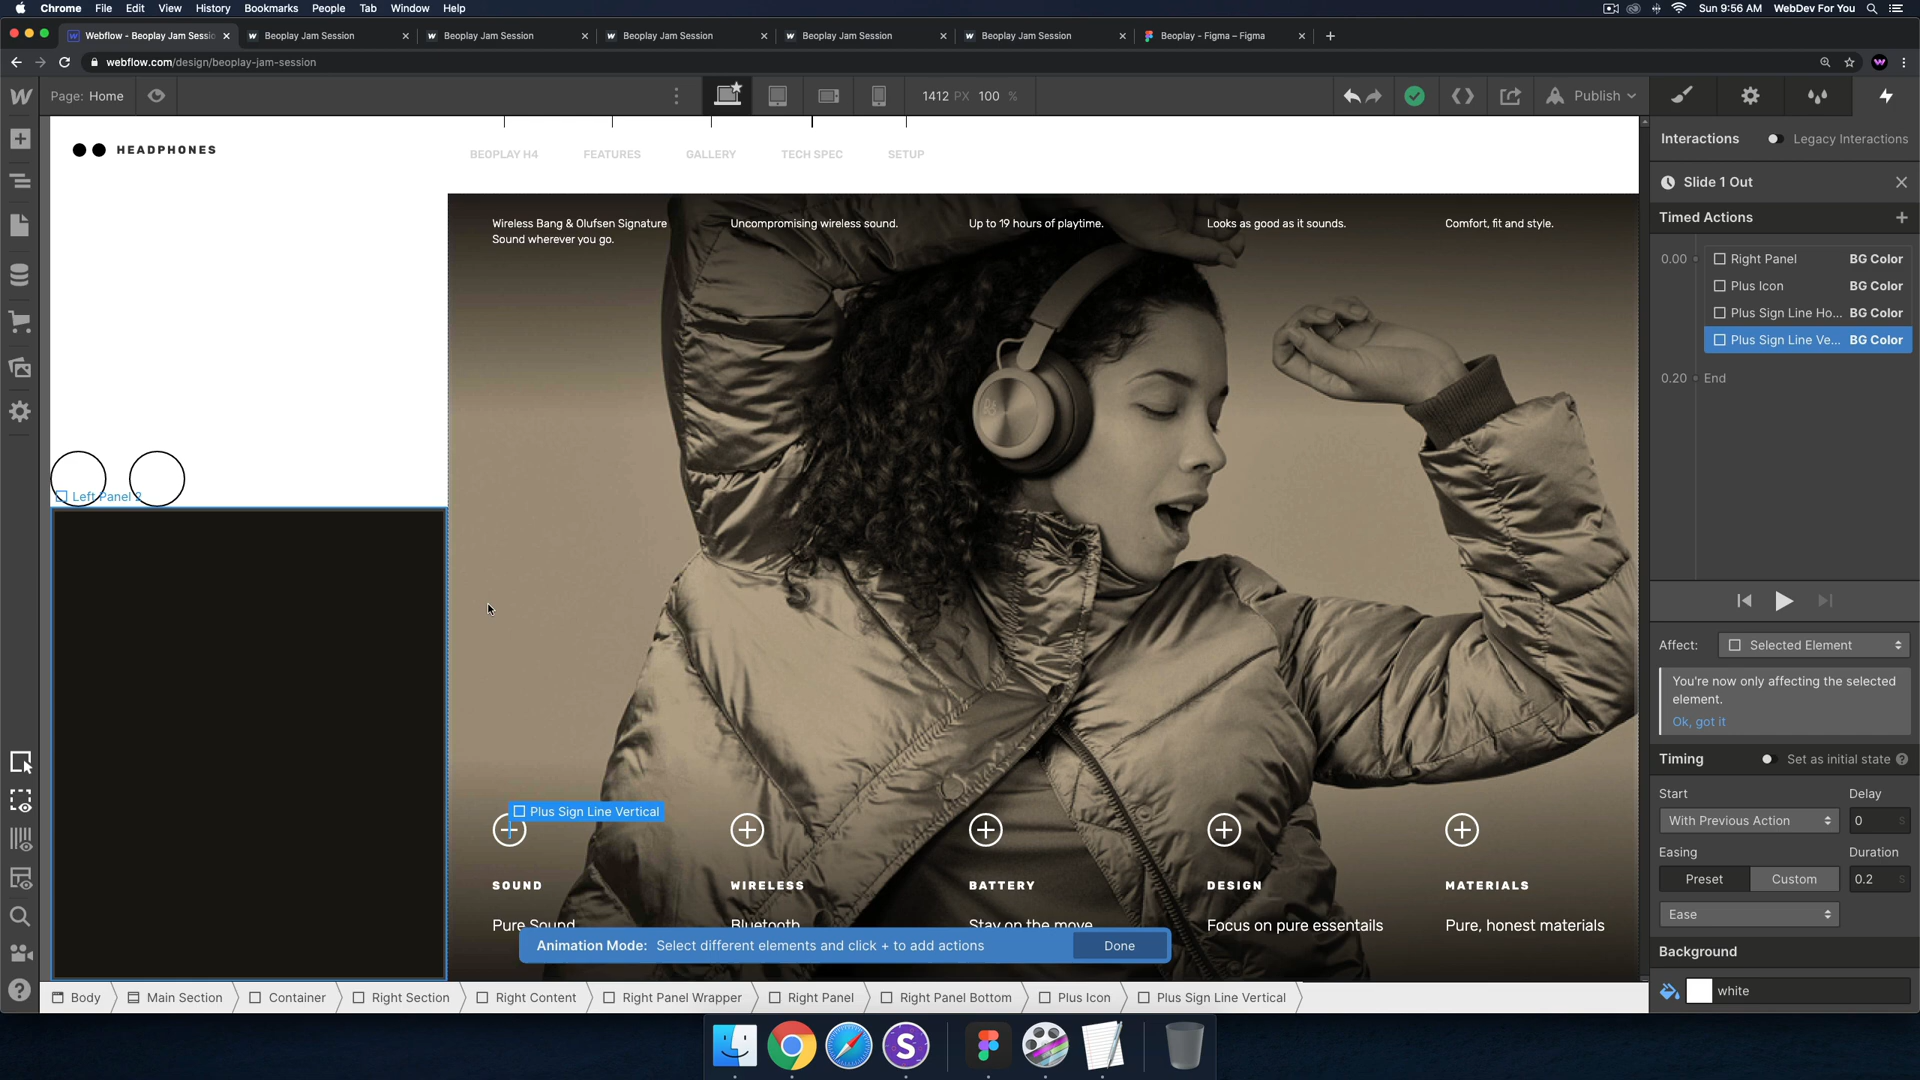 Chrome File Edit View History Bookmarks People Tab Window Help
Sun 9:56 AM WebDev For You
Webflow - Beoplay Jam Sessi
Beoplay Jam Session
Beoplay Jam Session
Beoplay Jam Session
Beoplay Jam Session
Beoplay Jam Session
Beoplay - Figma – Figma
webflow.com/design/beoplay-jam-session
Page: Home
1412 PX 100 %
Publish
HEADPHONES
BEOPLAY H4 FEATURES GALLERY TECH SPEC SETUP
Wireless Bang & Olufsen Signature
Sound wherever you go.
Uncompromising wireless sound.
Up to 19 hours of playtime.
Looks as good as it sounds.
Comfort, fit and style.
Left Panel 2
Plus Sign Line Vertical
SOUND
Pure Sound
WIRELESS
Bluetooth
BATTERY
Stay on the move
DESIGN
Focus on pure essentails
MATERIALS
Pure, honest materials
Animation Mode: Select different elements and click + to add actions Done
Body Main Section Container Right Section Right Content Right Panel Wrapper Right Panel Right Panel Bottom Plus Icon Plus Sign Line Vertical
Interactions Legacy Interactions
Slide 1 Out
Timed Actions
0.00 Right Panel BG Color
Plus Icon BG Color
Plus Sign Line Ho... BG Color
Plus Sign Line Ve... BG Color
0.20 End
Affect: Selected Element
You're now only affecting the selected
element.
Ok, got it
Timing Set as initial state
Start Delay
With Previous Action 0 S
Easing Duration
Preset Custom 0.2 S
Ease
Background
white